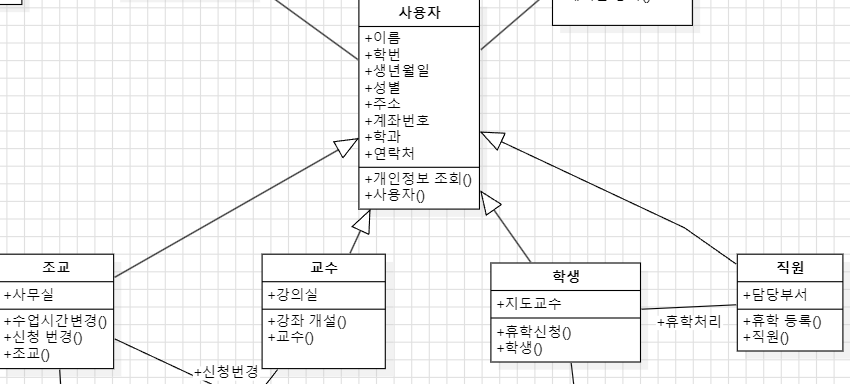 사용자
+이름
+학번
+생년월일
+성별
+주소
+계좌번호
+학과
+연락처
+개인정보 조회()
+사용자()
조교
+사무실
+수업시간변경()
+신청 변경()
+조교()
교수
+강의실
+강좌 개설()
+교수()
학생
+지도교수
+휴학신청()
+학생()
직원
+담당부서
+휴학 등록()
+직원()
+휴학처리
+신청변경